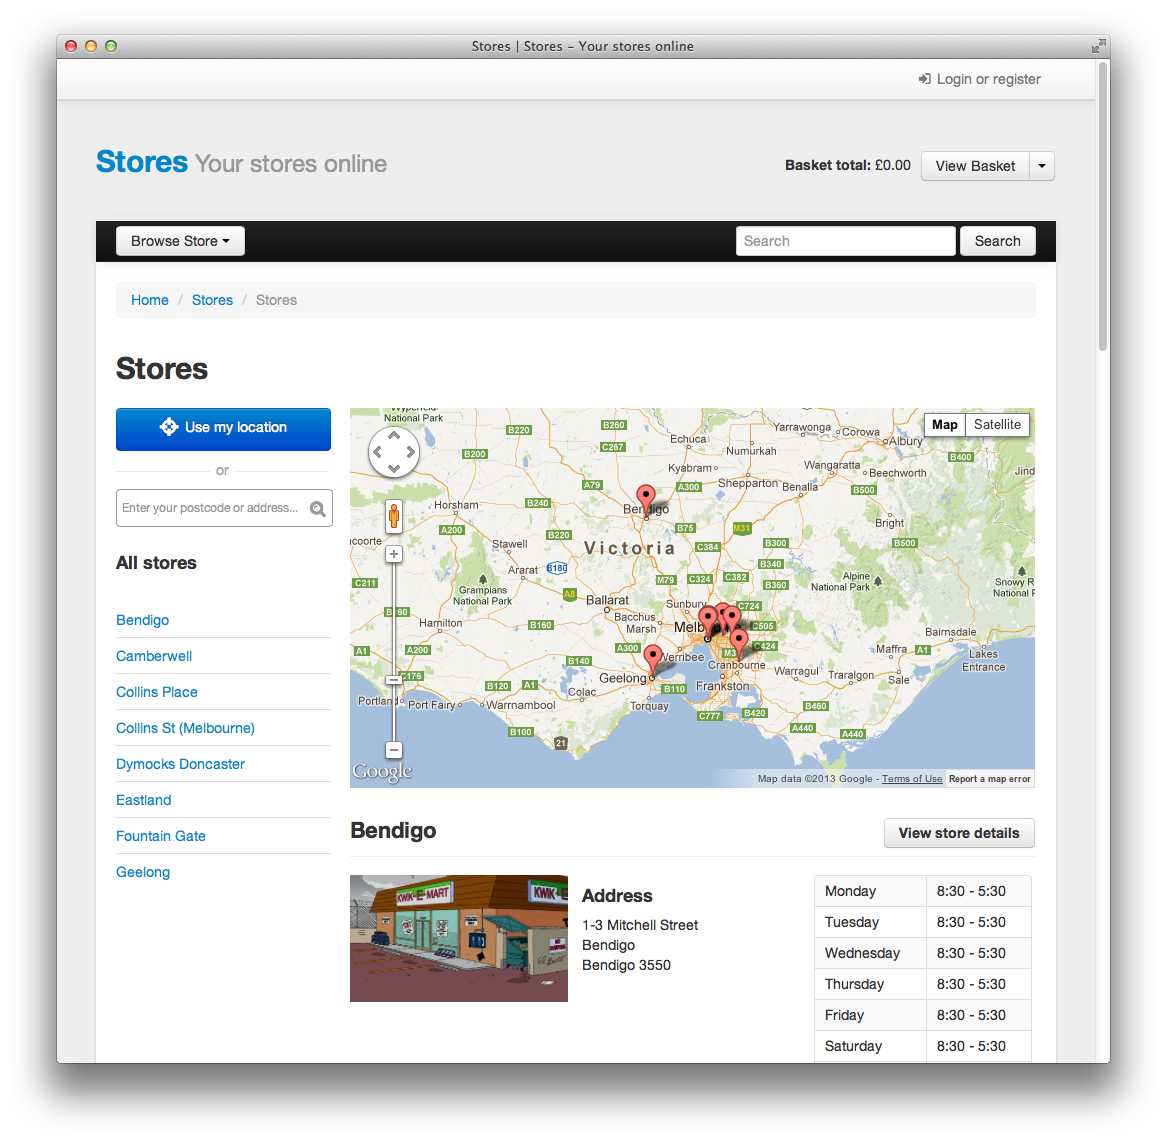 Stores | Stores – Your stores online
Login or register
Stores Your stores online
Basket total: £0.00
View Basket
Browse Store
Search
Search
Home / Stores / Stores
Stores
Use my location
or
Enter your postcode or address...
All stores
Bendigo
Camberwell
Collins Place
Collins St (Melbourne)
Dymocks Doncaster
Eastland
Fountain Gate
Geelong
Map
Satellite
National Park
B220
B260
C267
Echuca
Yarrawonga
Corowa
Albury
B400
B200
Numurkah
Kyabram
Wangaratta
Beechworth
Jind
A79
A300
Shepparton
Benalla
B500
Horsham
B240
Bendigo
Bright
A200
B220
B75
M31
B300
B500
Stawell
Victoria
C384
B340
ncoorte
Ararat
B180
M79
C324
C382
B360
Alpine
National Park
Snowy R
National F
C211
Grampians
National Park
A8
Ballarat
Sunbury
C724
B160
Hamilton
B160
Bacchus
Marsh
Melb
C505
Bairnsdale
A1
A200
A300
Werribee
C424
Cranbourne
Maffra
A1
Lakes
Entrance
B140
Geelong
Warragul
Traralgon
Sale
C176
B120
A1
Colac
B110
Frankston
Portland
Port Fairy
Warrnambool
Torquay
C777
B420
B460
A440
A440
B100
21
Google
Map data ©2013 Google - Terms of Use
Report a map error
Bendigo
View store details
KWIK-E-MART
KWIK-E
Address
1-3 Mitchell Street
Bendigo
Bendigo 3550
Monday 8:30 - 5:30
Tuesday 8:30 - 5:30
Wednesday 8:30 - 5:30
Thursday 8:30 - 5:30
Friday 8:30 - 5:30
Saturday 8:30 - 5:30